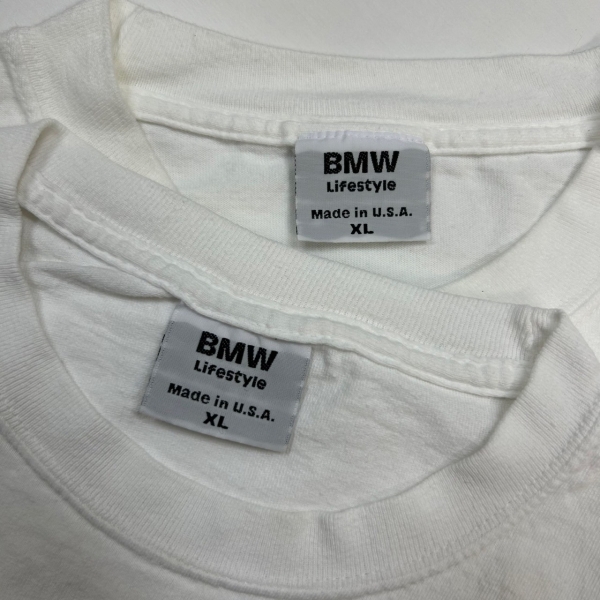 BMW
Lifestyle
Made in U.S.A.
XL
BMW
Lifestyle
Made in U.S.A.
XL